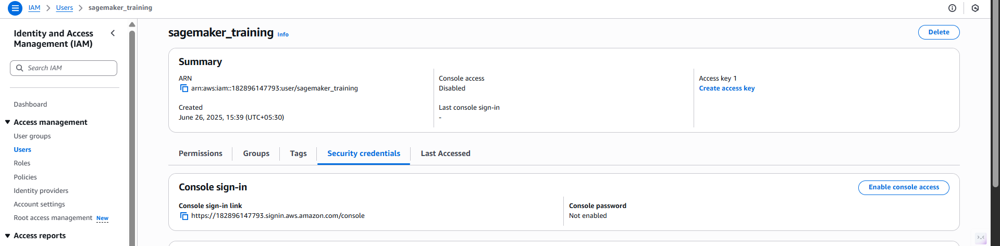 IAM > Users > sagemaker_training
Identity and Access
Management (IAM)
Search IAM
Dashboard
Access management
User groups
Users
Roles
Policies
Identity providers
Account settings
Root access management New
Access reports
sagemaker_training Info
Delete
Summary
ARN
arn:aws:iam::182896147793:user/sagemaker_training
Created
June 26, 2025, 15:39 (UTC+05:30)
Console access
Disabled
Last console sign-in
-
Access key 1
Create access key
Permissions Groups Tags Security credentials Last Accessed
Console sign-in
Enable console access
Console sign-in link
https://182896147793.signin.aws.amazon.com/console
Console password
Not enabled